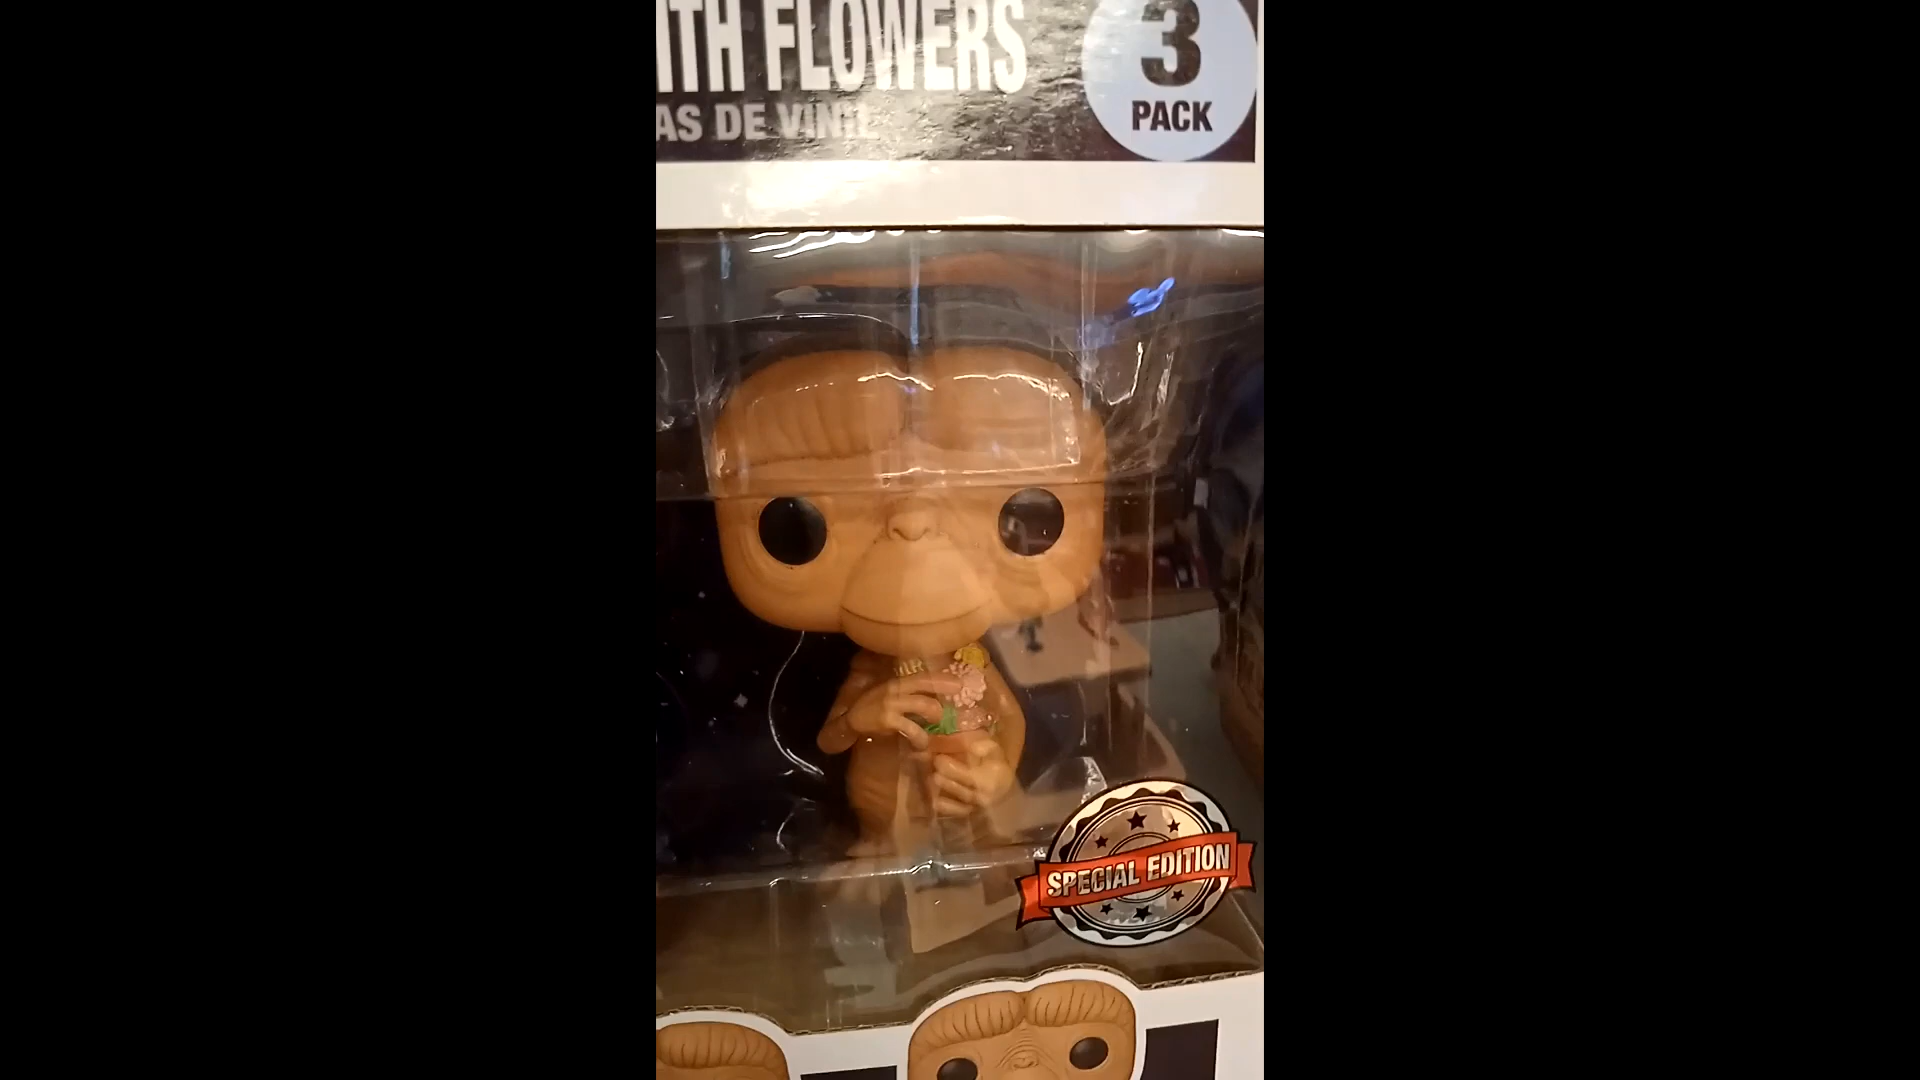 ITH FLOWERS
AS DE VINIL
3
PACK
SPECIAL EDITION